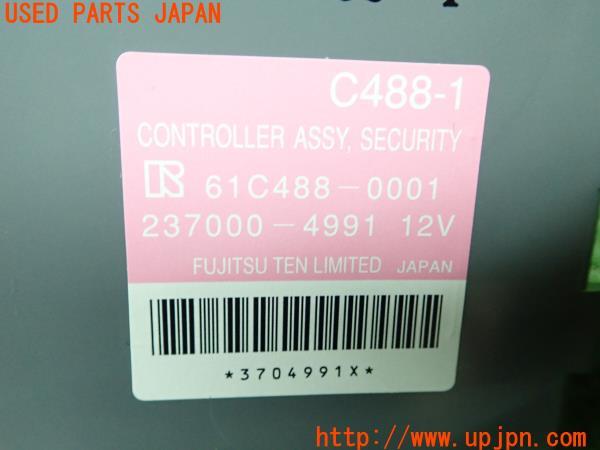 USED PARTS JAPAN
C488-1
CONTROLLER ASSY, SECURITY
R 61C488-0001
237000-4991 12V
FUJITSU TEN LIMITED JAPAN
*3704991X*
http://www.upjpn.com